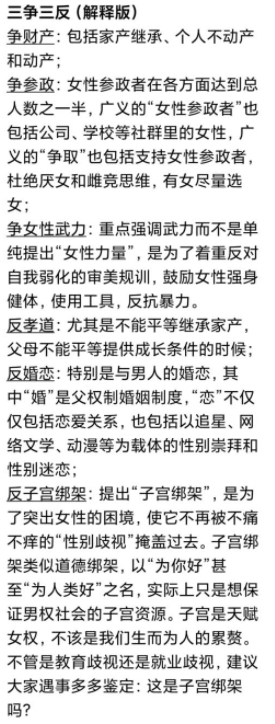 三争三反（解释版）
争财产：包括家产继承、个人不动产
和动产；
争参政：女性参政者在各方面达到总
人数之一半，广义的“女性参政者”也
包括公司、学校等社群里的女性，广
义的“争取”也包括支持女性参政者，
杜绝厌女和雌竞思维，有女尽量选
女；
争女性武力：重点强调武力而不是单
纯提出“女性力量”，是为了着重反对
自我弱化的审美规训，鼓励女性强身
健体，使用工具，反抗暴力。
反孝道：尤其是不能平等继承家产，
父母不能平等提供成长条件的时候；
反婚恋：特别是与男人的婚恋，其
中“婚”是父权制婚姻制度，“恋”不仅
仅包括恋爱关系，也包括以追星、网
络文学、动漫等为载体的性别崇拜和
性别迷恋；
反子宫绑架：提出“子宫绑架”，是为
了突出女性的困境，使它不再被不痛
不痒的“性别歧视”掩盖过去。子宫绑
架类似道德绑架，以“为你好”甚
至“为人类好”之名，实际上只是想保
证男权社会的子宫资源。子宫是天赋
女权，不该是我们生而为人的累赘。
不管是教育歧视还是就业歧视，建议
大家遇事多多鉴定：这是子宫绑架
吗？